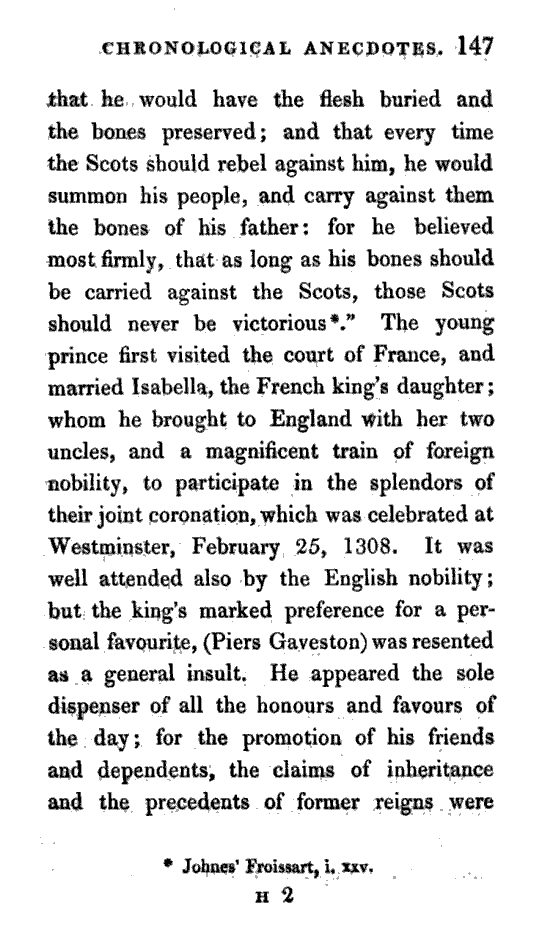 CHRONOLOGICAL ANECDOTES. 147
that he would have the flesh buried and
the bones preserved; and that every time
the Scots should rebel against him, he would
summon his people, and carry against them
the bones of his father: for he believed
most firmly, that as long as his bones should
be carried against the Scots, those Scots
should never be victorious*.” The young
prince first visited the court of France, and
married Isabella, the French king's daughter;
whom he brought to England with her two
uncles, and a magnificent train of foreign
nobility, to participate in the splendors of
their joint coronation, which was celebrated at
Westminster, February 25, 1308. It was
well attended also by the English nobility;
but the king's marked preference for a per-
sonal favourite, (Piers Gaveston) was resented
as a general insult. He appeared the sole
dispenser of all the honours and favours of
the day; for the promotion of his friends
and dependents, the claims of inheritance
and the precedents of former reigns were
* Johnes' Froissart, i. xxv.
H 2